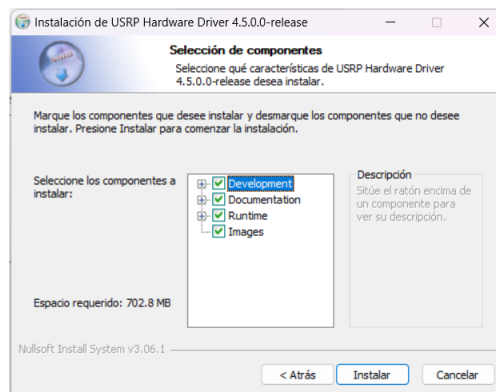 Instalación de USRP Hardware Driver 4.5.0.0-release
Selección de componentes
Seleccione qué características de USRP Hardware Driver
4.5.0.0-release desea instalar.
Marque los componentes que desee instalar y desmarque los componentes que no desee
instalar. Presione Instalar para comenzar la instalación.
Seleccione los componentes a
instalar:
Development
Documentation
Runtime
Images
Descripción
Sitúe el ratón encima de
un componente para
ver su descripción.
Espacio requerido: 702.8 MB
Nullsoft Install System v3.06.1
< Atrás
Instalar
Cancelar